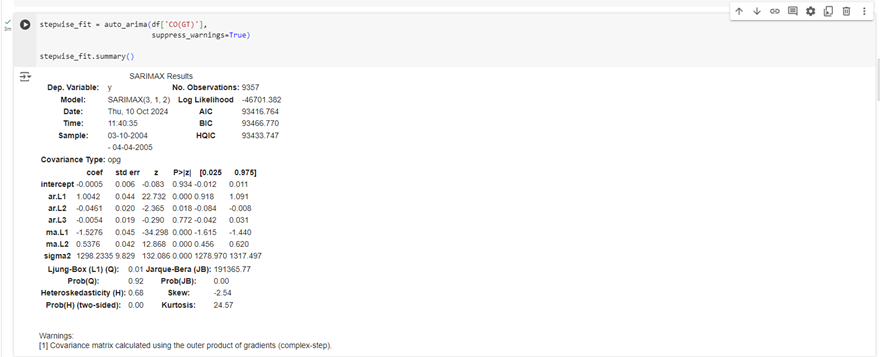 stepwise_fit = auto_arima(df['CO(GT)'],
suppress_warnings=True)
3m
stepwise_fit.summary()
SARIMAX Results
Dep. Variable: y No. Observations: 9357
Model: SARIMAX(3, 1, 2) Log Likelihood -46701.382
Date: Thu, 10 Oct 2024 AIC 93416.764
Time: 11:40:35 BIC 93466.770
Sample: 03-10-2004 HQIC 93433.747
- 04-04-2005
Covariance Type: opg
coef std err z P>|z| [0.025 0.975]
intercept -0.0005 0.006 -0.083 0.934 -0.012 0.011
ar.L1 1.0042 0.044 22.732 0.000 0.918 1.091
ar.L2 -0.0461 0.020 -2.365 0.018 -0.084 -0.008
ar.L3 -0.0054 0.019 -0.290 0.772 -0.042 0.031
ma.L1 -1.5276 0.045 -34.298 0.000 -1.615 -1.440
ma.L2 0.5376 0.042 12.868 0.000 0.456 0.620
sigma2 1298.2335 9.829 132.086 0.000 1278.970 1317.497
Ljung-Box (L1) (Q): 0.01 Jarque-Bera (JB): 191365.77
Prob(Q): 0.92 Prob(JB): 0.00
Heteroskedasticity (H): 0.68 Skew: -2.54
Prob(H) (two-sided): 0.00 Kurtosis: 24.57
Warnings:
[1] Covariance matrix calculated using the outer product of gradients (complex-step).